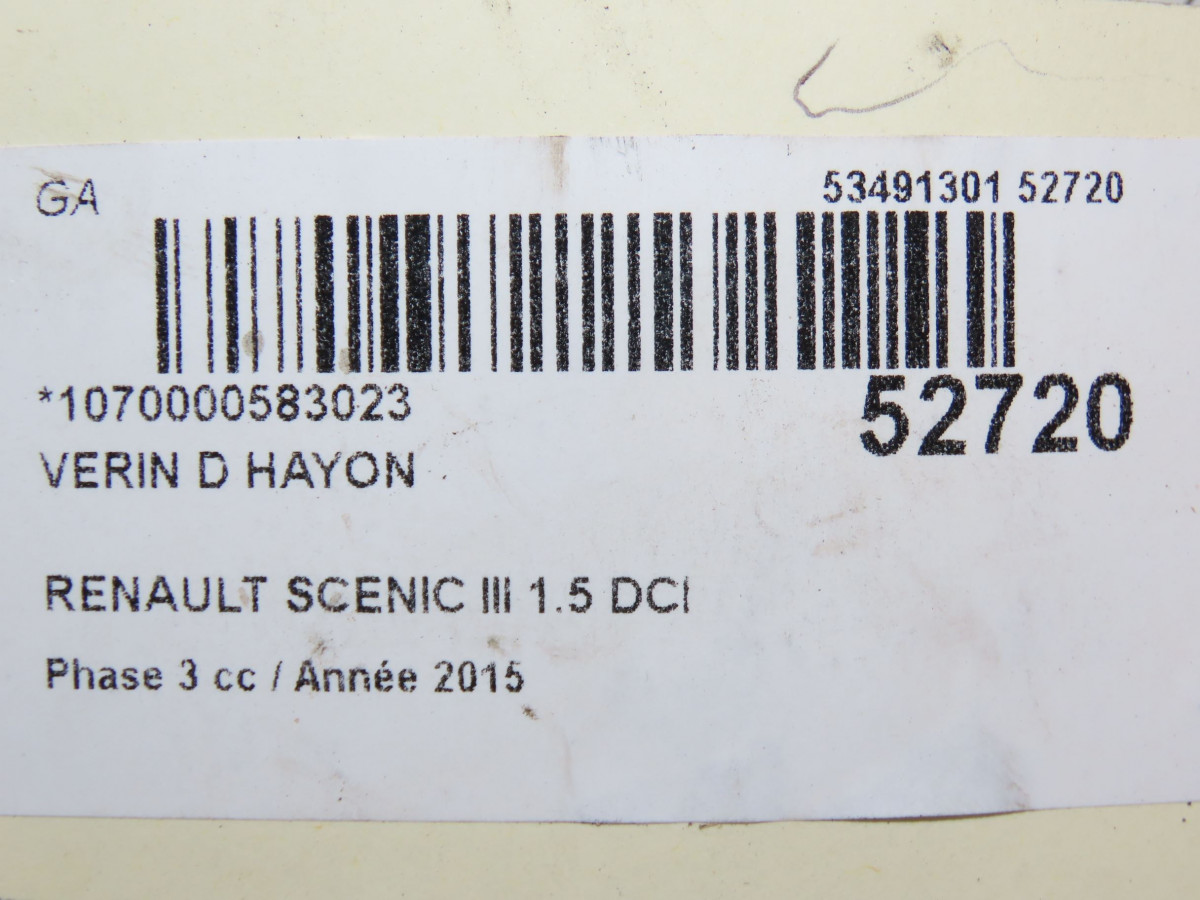 GA
53491301 52720
*1070000583023
52720
VERIN D HAYON
RENAULT SCENIC III 1.5 DCI
Phase 3 cc / Année 2015